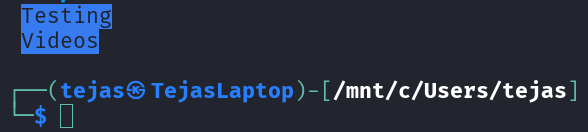 Testing
Videos
┌──(tejas㉿TejasLaptop)-[/mnt/c/Users/tejas]
└─$